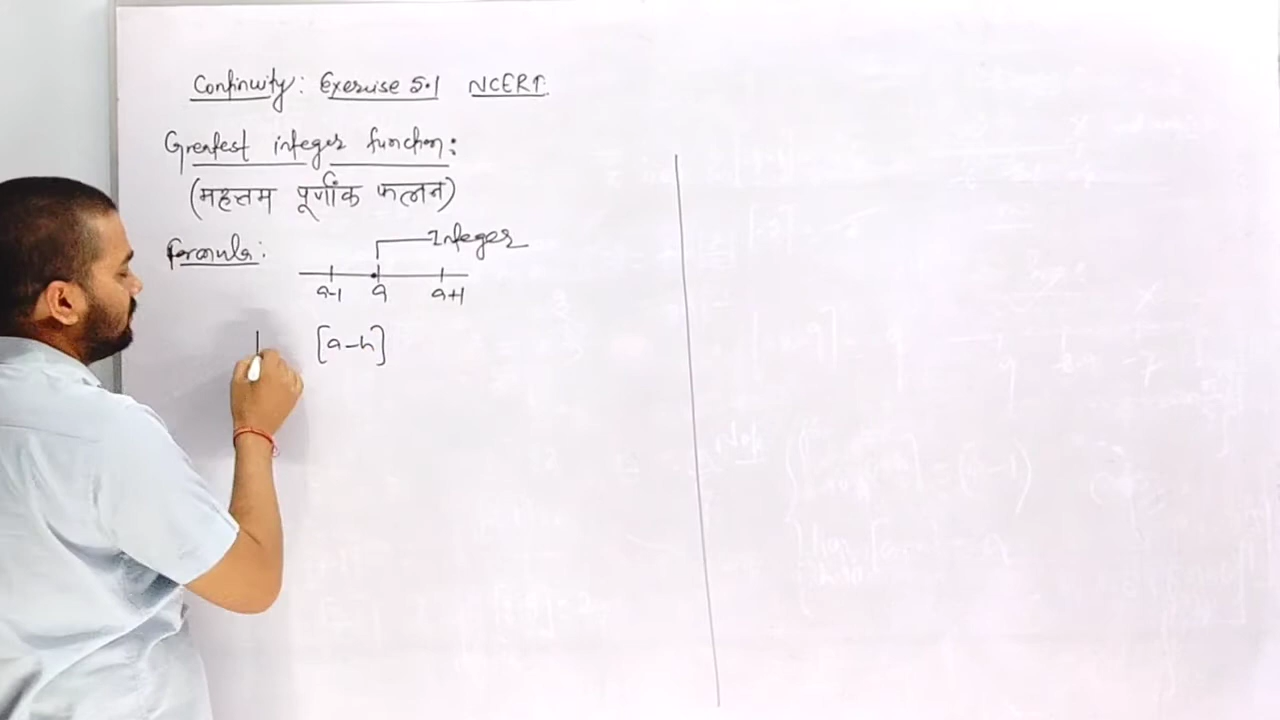 Continuity: Exercise 5.1 NCERT.
Greatest integer function:
(महत्तम पूर्णांक फलन)
Formula:
Integer
a-1 a a+1
[a-h]